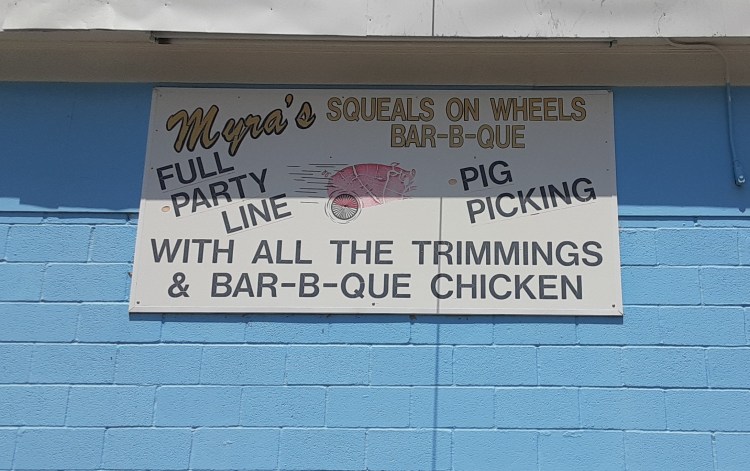 Myra's SQUEALS ON WHEELS
BAR-B-QUE
FULL
PARTY
LINE
PIG
PICKING
WITH ALL THE TRIMMINGS
& BAR-B-QUE CHICKEN